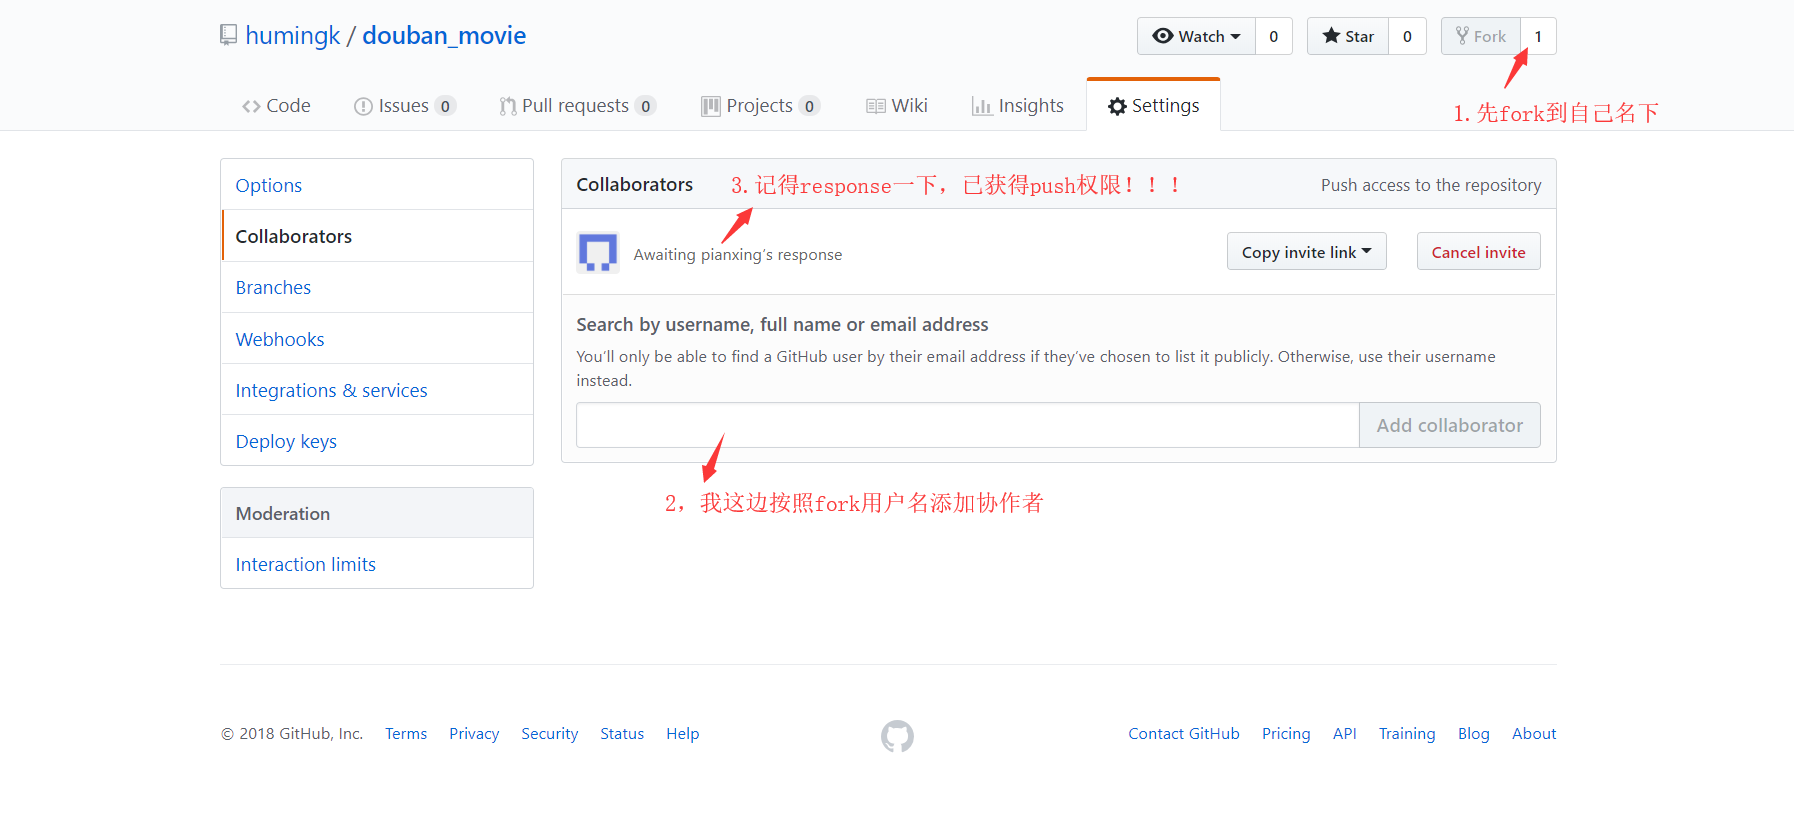 humingk / douban_movie
Watch 0 Star 0 Fork 1
Code Issues 0 Pull requests 0 Projects 0 Wiki Insights Settings
1.先fork到自己名下
Options
Collaborators
Branches
Webhooks
Integrations & services
Deploy keys
Moderation
Interaction limits
Collaborators 3.记得response一下，已获得push权限！！！ Push access to the repository
Awaiting pianxing’s response Copy invite link Cancel invite
Search by username, full name or email address
You’ll only be able to find a GitHub user by their email address if they’ve chosen to list it publicly. Otherwise, use their username
instead.
Add collaborator
2，我这边按照fork用户名添加协作者
© 2018 GitHub, Inc. Terms Privacy Security Status Help Contact GitHub Pricing API Training Blog About